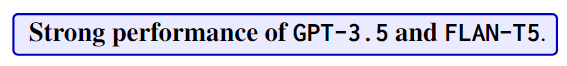 Strong performance of GPT-3.5 and FLAN-T5.